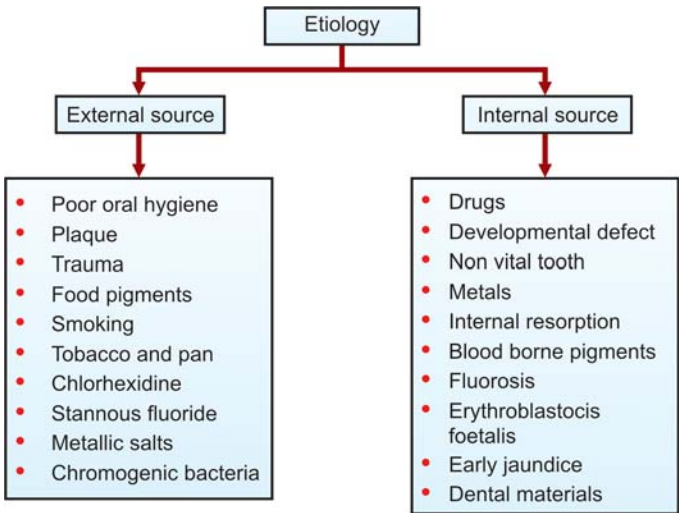 Etiology
External source
Internal source
• Poor oral hygiene
• Plaque
• Trauma
• Food pigments
• Smoking
• Tobacco and pan
• Chlorhexidine
• Stannous fluoride
• Metallic salts
• Chromogenic bacteria
• Drugs
• Developmental defect
• Non vital tooth
• Metals
• Internal resorption
• Blood borne pigments
• Fluorosis
• Erythroblastocis
foetalis
• Early jaundice
• Dental materials